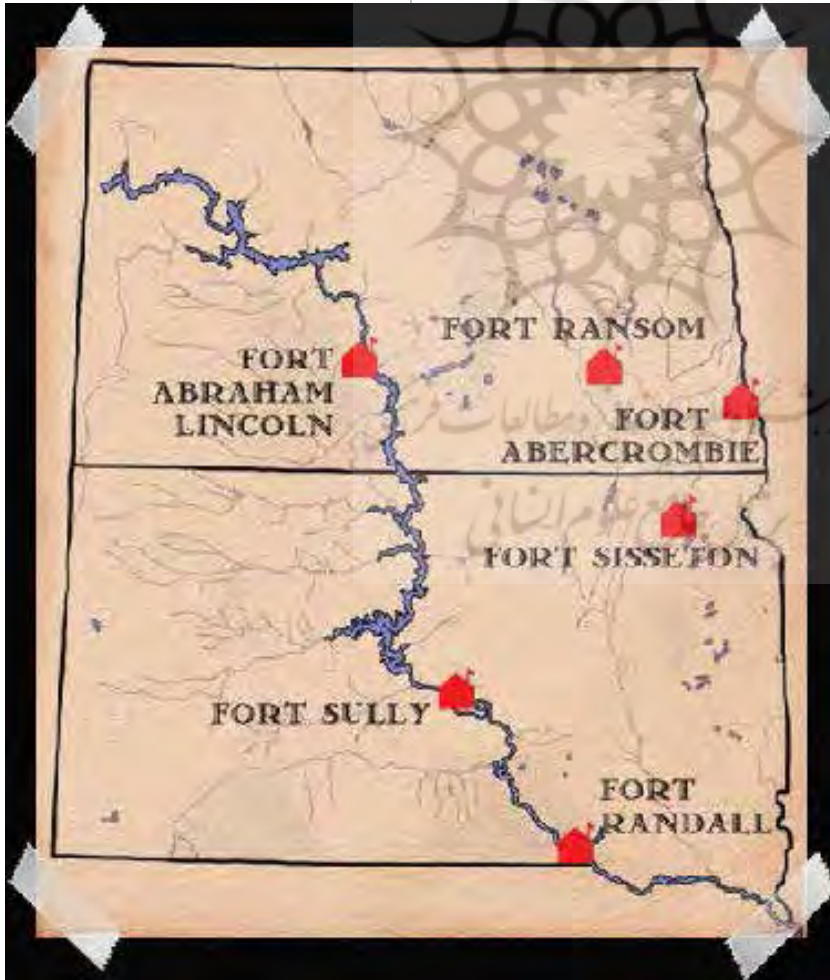 FORT RANSOM
FORT
ABRAHAM
LINCOLN
FORT
ABERCROMBIE
FORT SISSETON
FORT SULLY
FORT
RANDALL